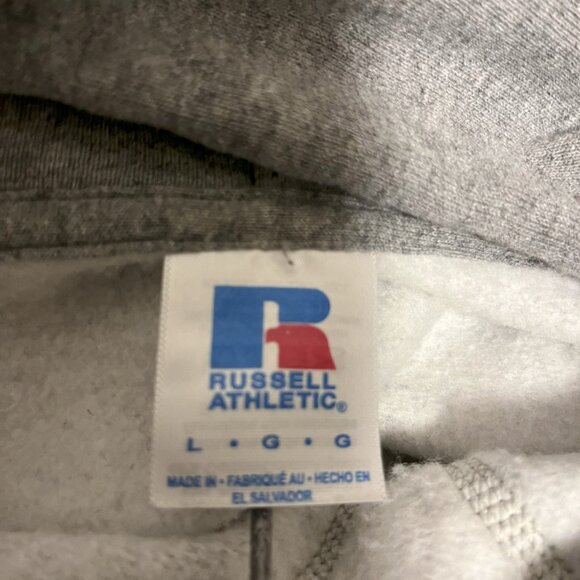 R
RUSSELL
ATHLETIC®
L • G • G
MADE IN • FABRIQUÉ AU • HECHO EN
EL SALVADOR